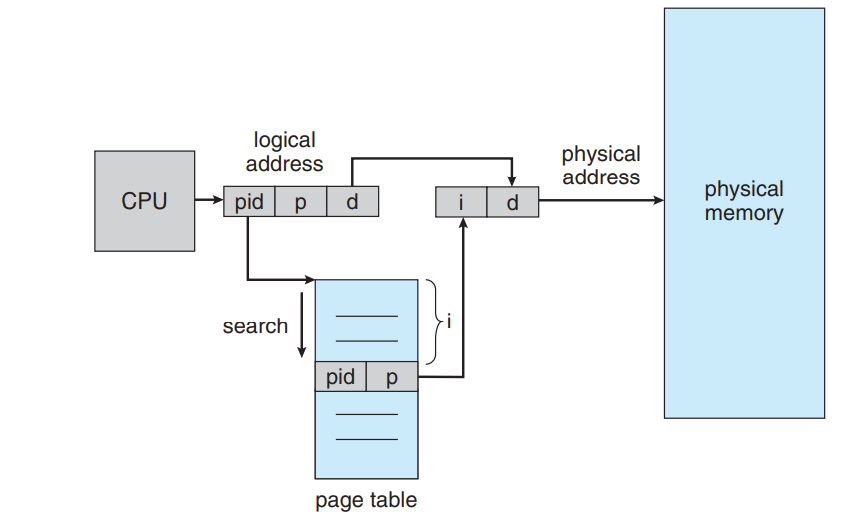 logical
address
physical
address
CPU
pid p d
i d
physical
memory
search
i
pid p
page table